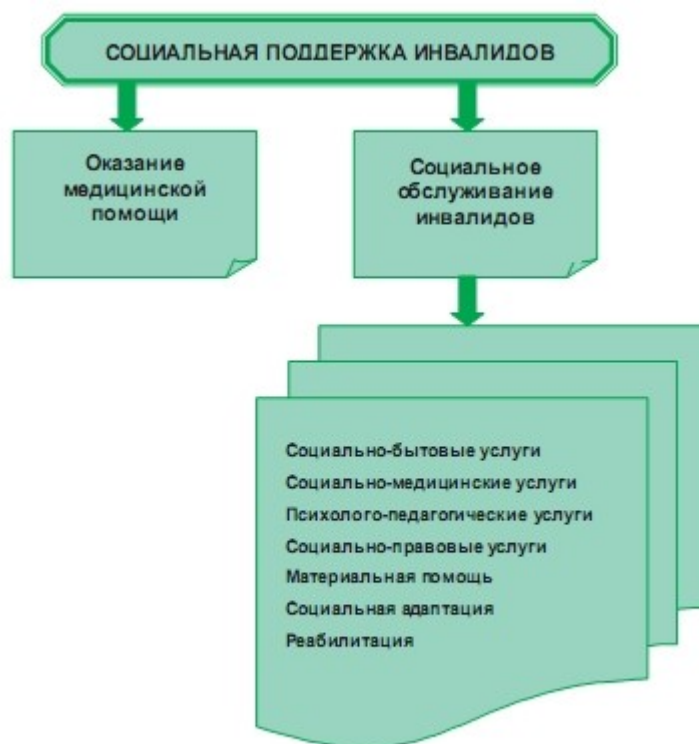 СОЦИАЛЬНАЯ ПОДДЕРЖКА ИНВАЛИДОВ
Оказание
медицинской
помощи
Социальное
обслуживание
инвалидов
Социально-бытовые услуги
Социально-медицинские услуги
Психолого-педагогические услуги
Социально-правовые услуги
Материальная помощь
Социальная адаптация
Реабилитация